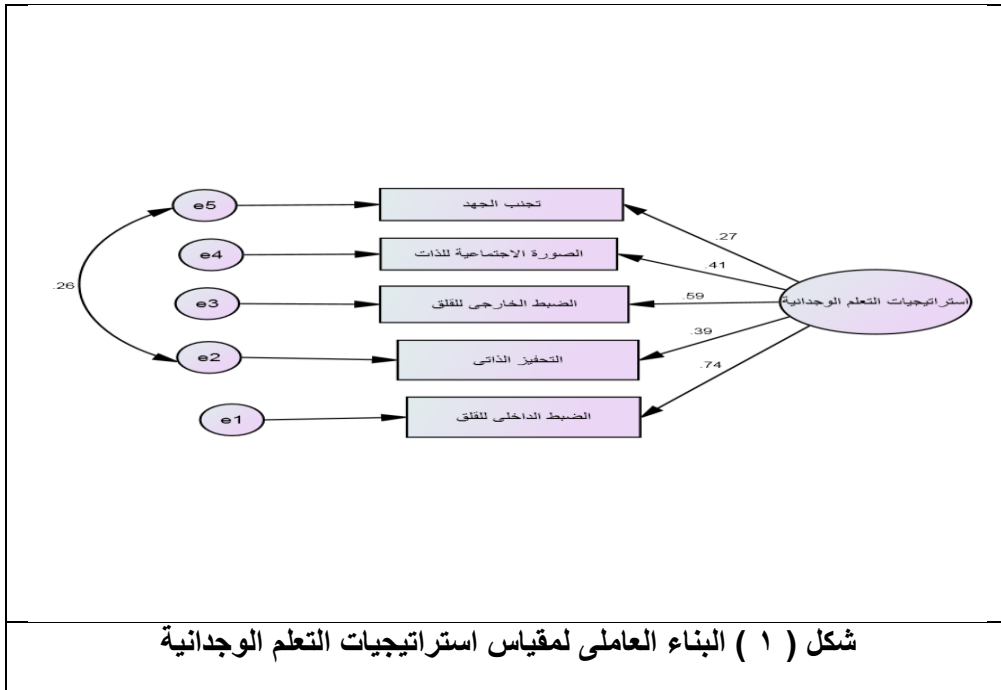 e5
تجنب الجهد
.27
e4
الصورة الاجتماعية للذات
.41
.26
e3
الضبط الخارجى للقلق
.59
استراتيجيات التعلم الوجدانية
e2
التحفيز الذاتى
.39
e1
الضبط الداخلى للقلق
.74
شكل ( ١ ) البناء العاملى لمقياس استراتيجيات التعلم الوجدانية